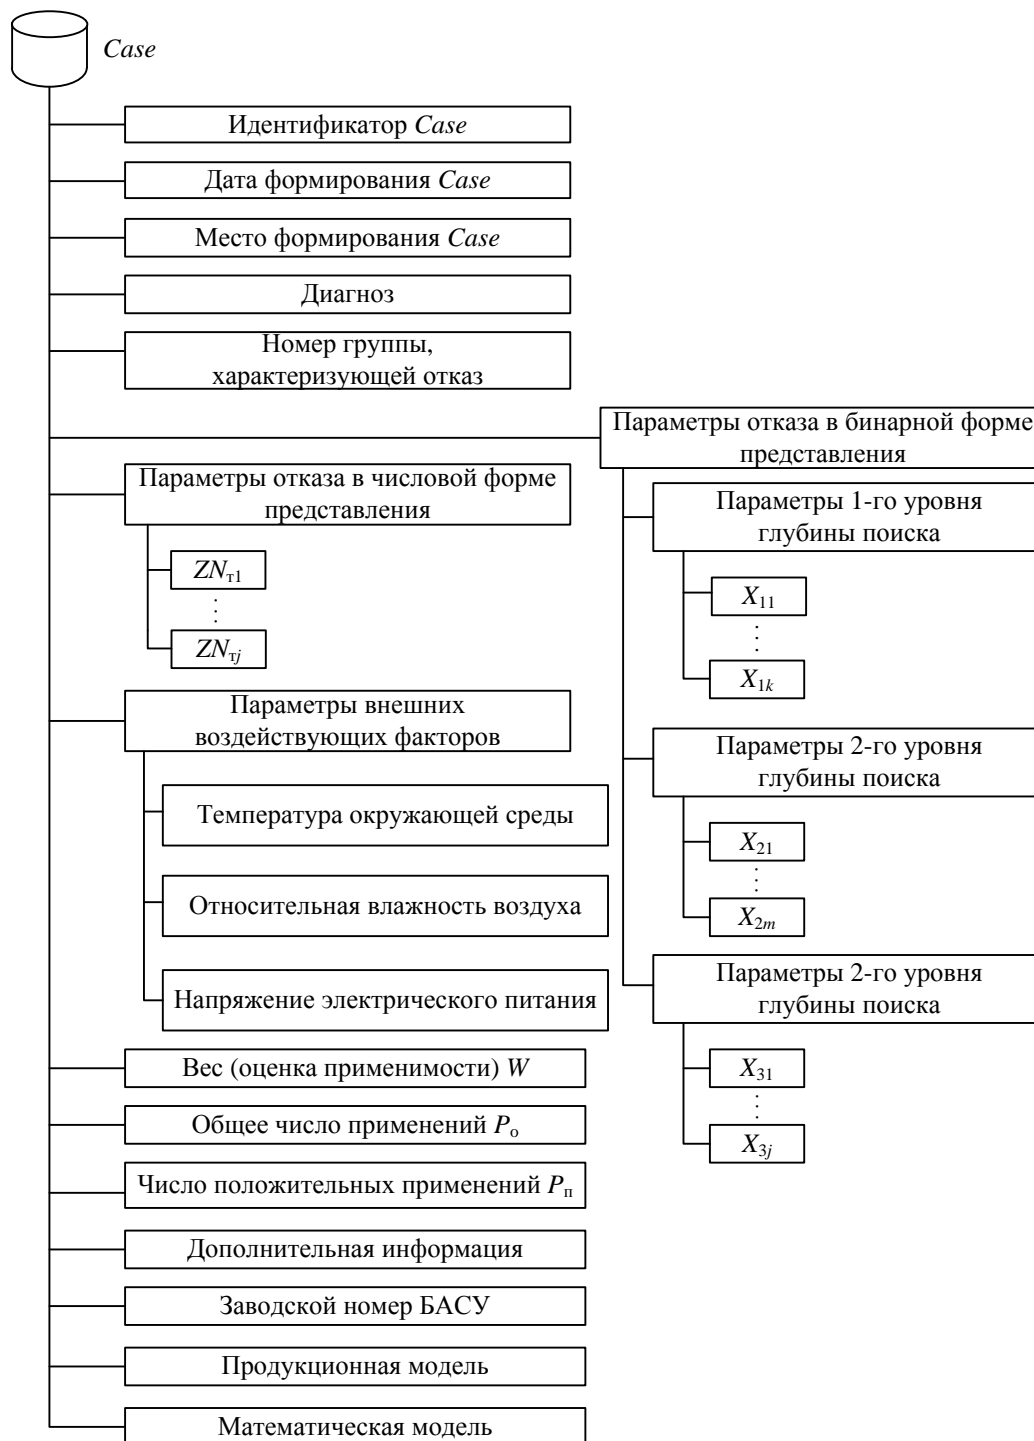 Case
Идентификатор Case
Дата формирования Case
Место формирования Case
Диагноз
Номер группы,
характеризующей отказ
Параметры отказа в бинарной форме
представления
Параметры 1-го уровня
глубины поиска
X₁₁
⋮
X₁ₖ
Параметры 2-го уровня
глубины поиска
X₂₁
⋮
X₂ₘ
Параметры 2-го уровня
глубины поиска
X₃₁
⋮
X₃ⱼ
Параметры отказа в числовой форме
представления
ZNт1
⋮
ZNтj
Параметры внешних
воздействующих факторов
Температура окружающей среды
Относительная влажность воздуха
Напряжение электрического питания
Вес (оценка применимости) W
Общее число применений Pо
Число положительных применений Pп
Дополнительная информация
Заводской номер БАСУ
Продукционная модель
Математическая модель